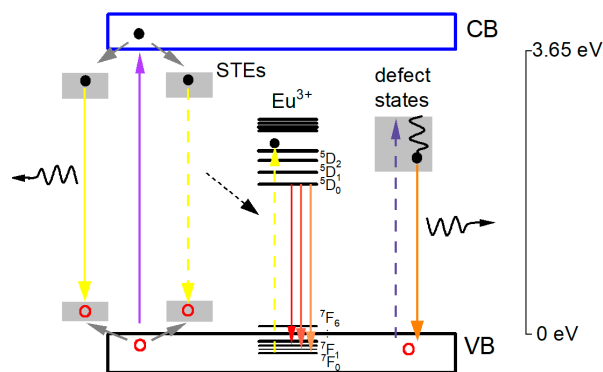 CB
3.65 eV
STEs
Eu³⁺
defect
states
⁵D₂
⁵D₁
⁵D₀
⁷F₆
⁷F₁
⁷F₀
0 eV
VB